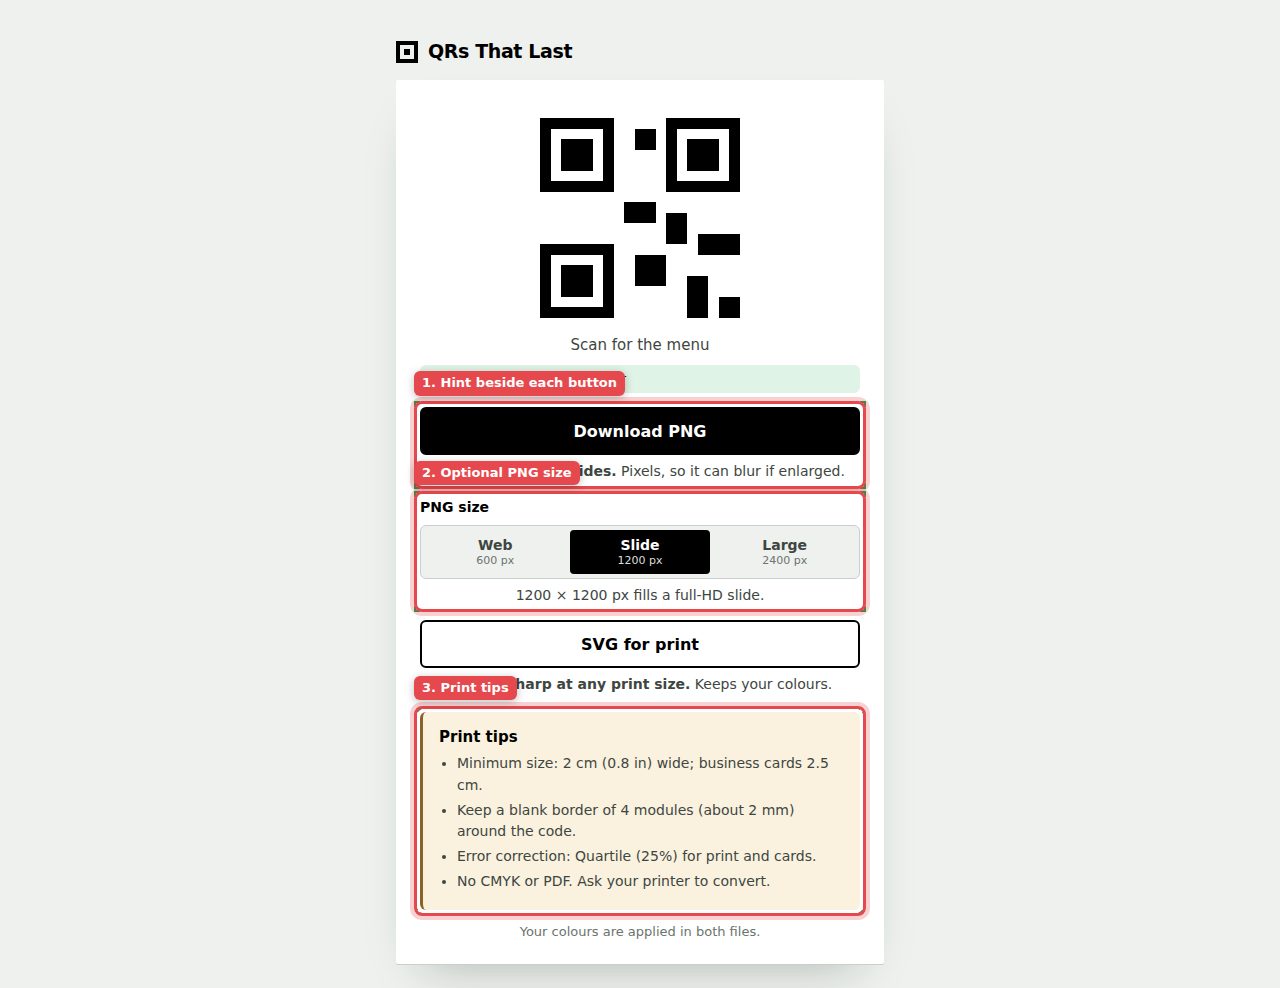 QRs That Last
Scan for the menu
1. Hint beside each button
Download PNG
2. Optional PNG size
Pixels, so it can blur if enlarged.
PNG size
Web
Slide
Large
600 px
1200 px
2400 px
1200 × 1200 px fills a full-HD slide.
SVG for print
3. Print tips
at any print size. Keeps your colours.
Print tips
• Minimum size: 2 cm (0.8 in) wide; business cards 2.5
cm.
• Keep a blank border of 4 modules (about 2 mm)
around the code.
• Error correction: Quartile (25%) for print and cards.
• No CMYK or PDF. Ask your printer to convert.
Your colours are applied in both files.